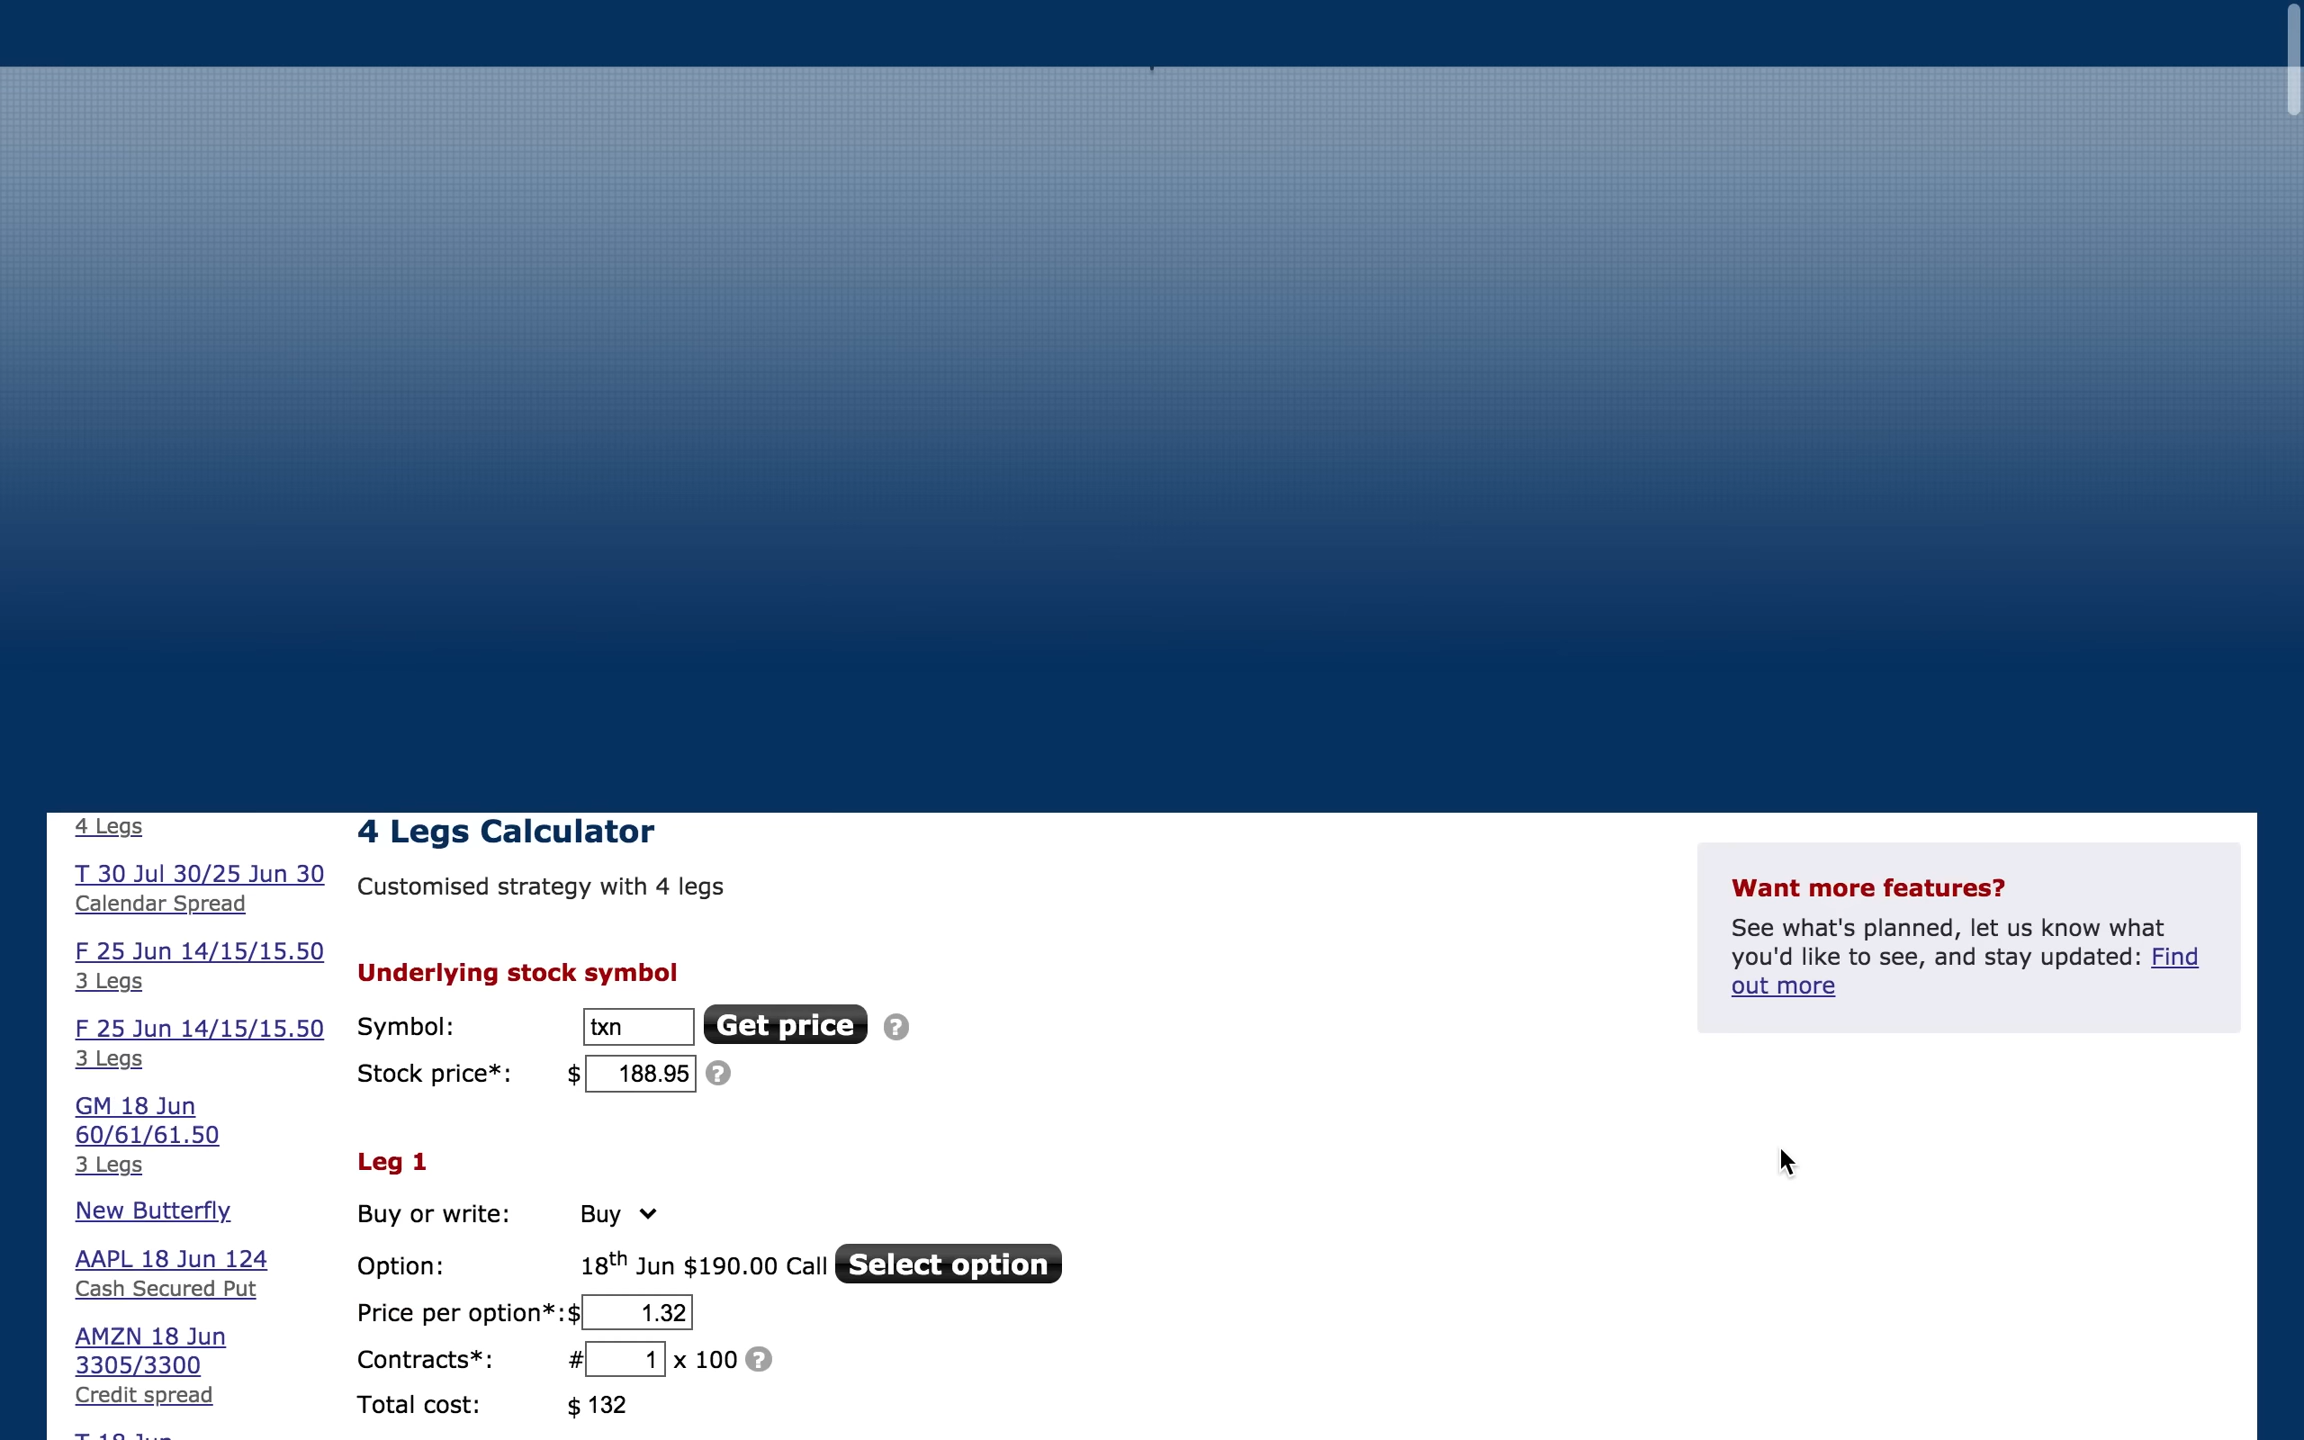 4 Legs
T 30 Jul 30/25 Jun 30
Calendar Spread
F 25 Jun 14/15/15.50
3 Legs
F 25 Jun 14/15/15.50
3 Legs
GM 18 Jun
60/61/61.50
3 Legs
New Butterfly
AAPL 18 Jun 124
Cash Secured Put
AMZN 18 Jun
3305/3300
Credit spread
T 18 Jun
4 Legs Calculator
Customised strategy with 4 legs
Underlying stock symbol
Symbol: txn Get price ?
Stock price*: $ 188.95 ?
Leg 1
Buy or write: Buy
Option: 18th Jun $190.00 Call Select option
Price per option*:$ 1.32
Contracts*: # 1 x 100 ?
Total cost: $ 132
Want more features?
See what's planned, let us know what
you'd like to see, and stay updated: Find
out more